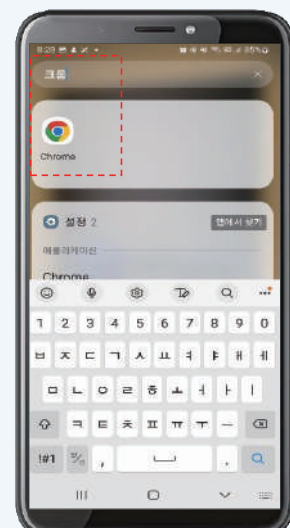 크롬
Chrome
설정 2
앱에서 보기
애플리케이션
Chrome
1 2 3 4 5 6 7 8 9 0
ㅂ ㅈ ㄷ ㄱ ㅅ ㅛ ㅕ ㅑ ㅐ ㅔ
ㅁ ㄴ ㅇ ㄹ ㅎ ㅗ ㅓ ㅏ ㅣ
ㅋ ㅌ ㅊ ㅍ ㅠ ㅜ ㅡ
!#1 , .